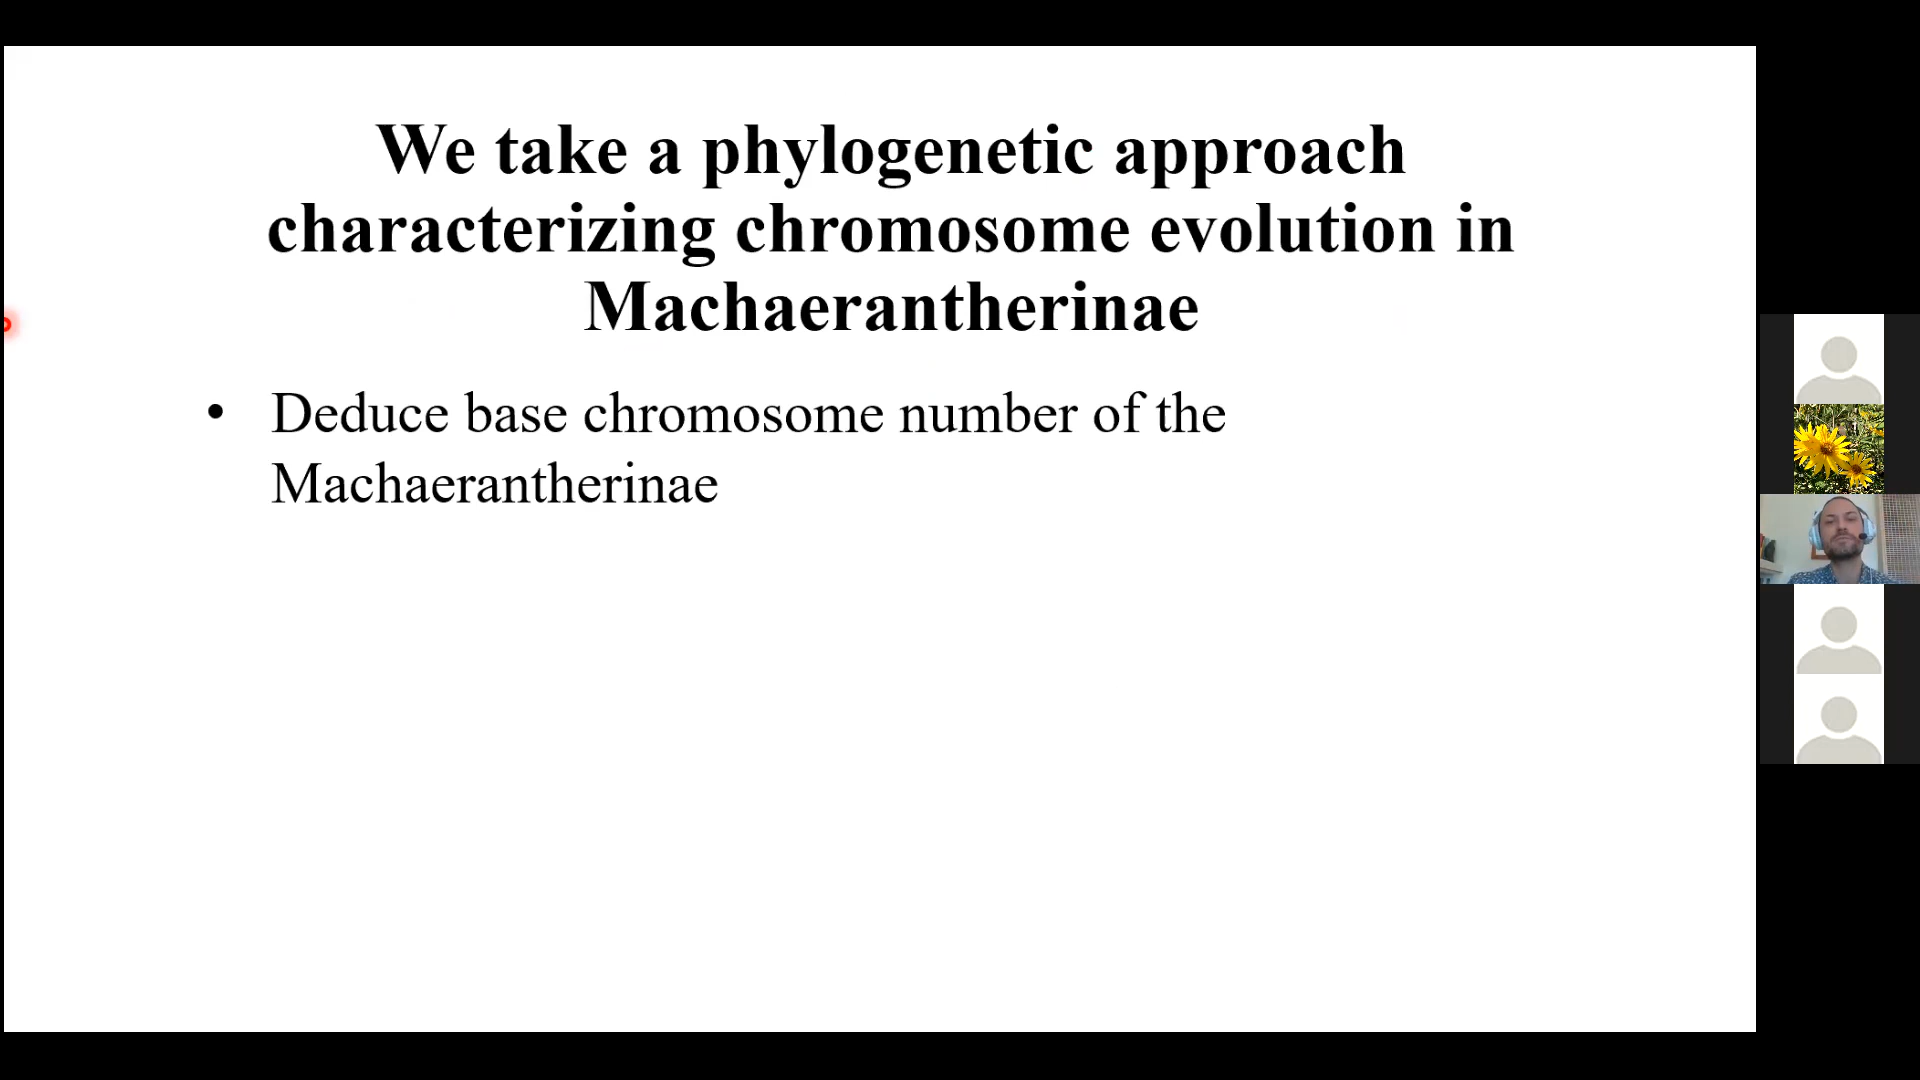 We take a phylogenetic approach
characterizing chromosome evolution in
Machaerantherinae
• Deduce base chromosome number of the
Machaerantherinae